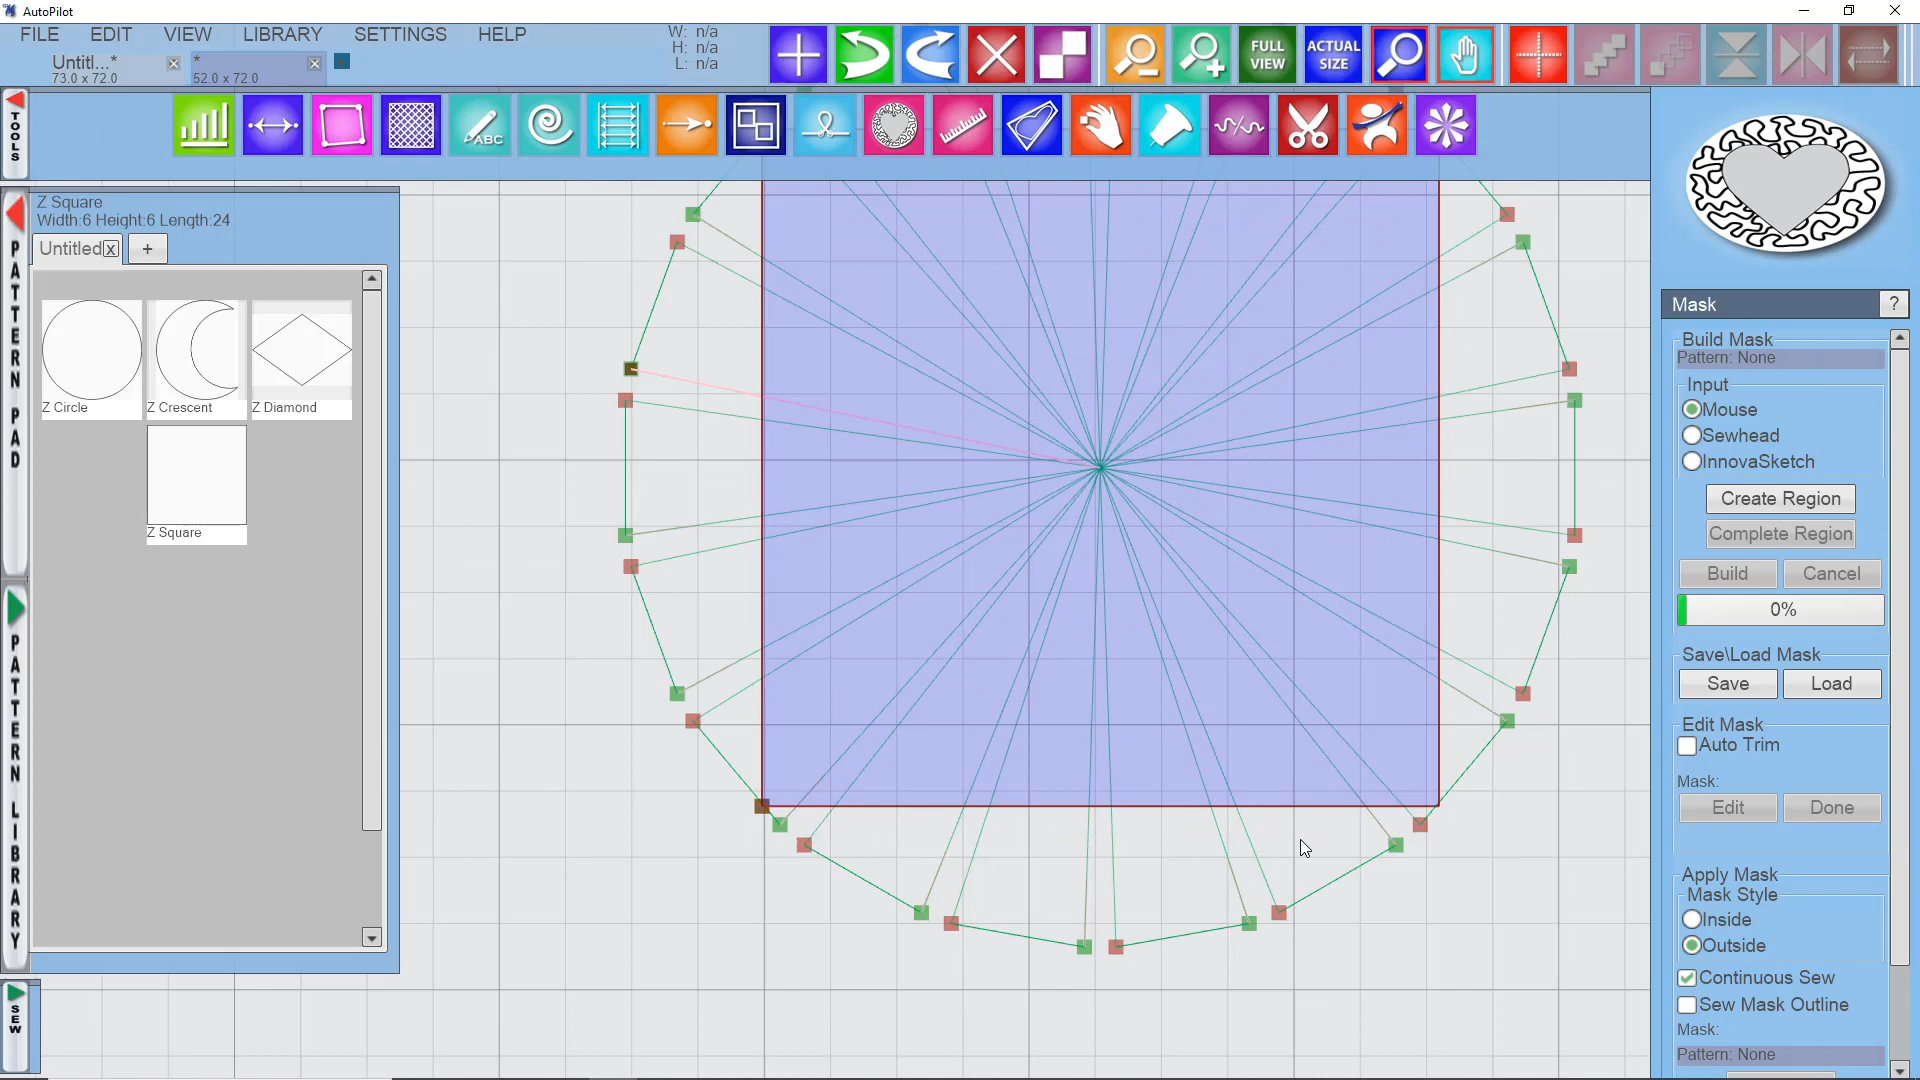 AutoPilot
FILE EDIT VIEW LIBRARY SETTINGS HELP
W: n/a
H: n/a
L: n/a
Untitl...*
73.0 x 72.0
*
52.0 x 72.0
FULL VIEW
ACTUAL SIZE
TOOLS
ABC
PATTERN PAD
Z Square
Width:6 Height:6 Length:24
Untitled X +
Z Circle
Z Crescent
Z Diamond
Z Square
PATTERN LIBRARY
SEW
Mask ?
Build Mask
Pattern: None
Input
Mouse
Sewhead
InnovaSketch
Create Region
Complete Region
Build Cancel
0%
Save\Load Mask
Save Load
Edit Mask
Auto Trim
Mask:
Edit Done
Apply Mask
Mask Style
Inside
Outside
Continuous Sew
Sew Mask Outline
Mask:
Pattern: None